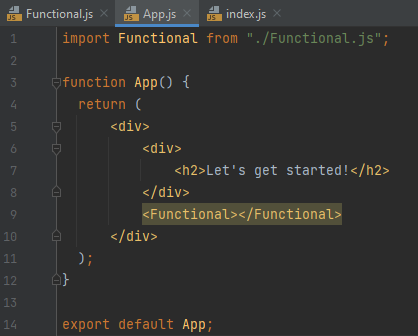 Functional.js App.js index.js
1 import Functional from "./Functional.js";
2
3 function App() {
4 return (
5 <div>
6 <div>
7 <h2>Let's get started!</h2>
8 </div>
9 <Functional></Functional>
10 </div>
11 );
12 }
13
14 export default App;